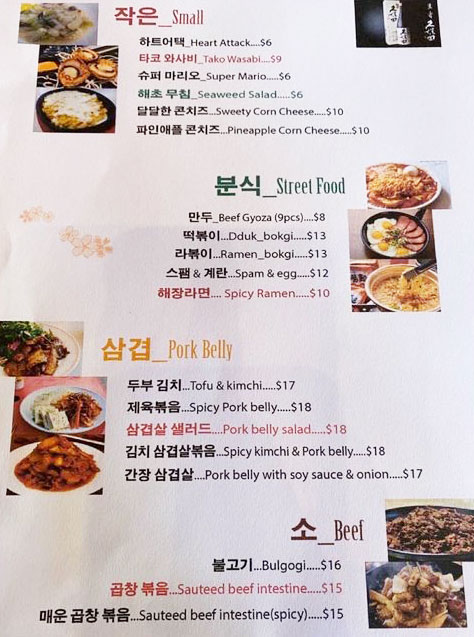 작은_Small
하트어택_Heart Attack....$6
타코 와사비_Tako Wasabi....$9
슈퍼 마리오_Super Mario.....$6
해초 무침_Seaweed Salad.....$6
달달한 콘치즈...Sweety Corn Cheese.....$10
파인애플 콘치즈...Pineapple Corn Cheese.....$10
분식_Street Food
만두_Beef Gyoza (9pcs)....$8
떡볶이...Dduk_bokgi.....$13
라볶이...Ramen_bokgi.....$13
스팸 & 계란...Spam & egg.....$12
해장라면.... Spicy Ramen.....$10
삼겹_Pork Belly
두부 김치...Tofu & kimchi.....$17
제육볶음...Spicy Pork belly.....$18
삼겹살 샐러드....Pork belly salad.....$18
김치 삼겹살볶음...Spicy kimchi & Pork belly.....$18
간장 삼겹살....Pork belly with soy sauce & onion.....$17
소_Beef
불고기...Bulgogi.....$16
곱창 볶음...Sauteed beef intestine.....$15
매운 곱창 볶음...Sauteed beef intestine(spicy).....$15